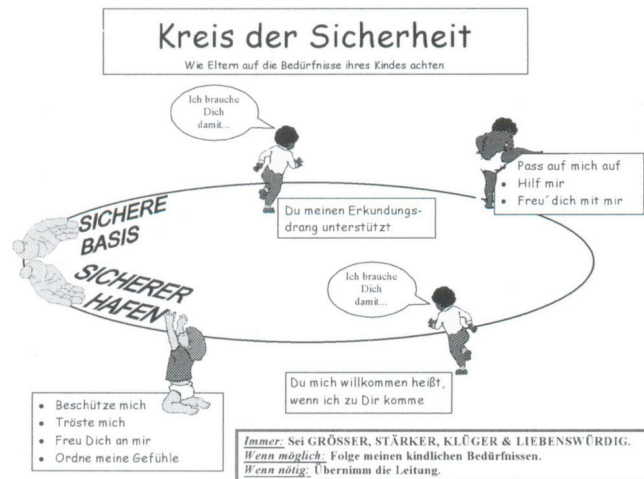 Kreis der Sicherheit
Wie Eltern auf die Bedürfnisse ihres Kindes achten
Ich brauche
Dich
damit...
• Pass auf mich auf
• Hilf mir
• Freu´ dich mit mir
Du meinen Erkundungs-
drang unterstützt
SICHERE
BASIS
SICHERER
HAFEN
Ich brauche
Dich
damit...
Du mich willkommen heißt,
wenn ich zu Dir komme
• Beschütze mich
• Tröste mich
• Freu Dich an mir
• Ordne meine Gefühle
Immer: Sei GRÖSSER, STÄRKER, KLÜGER & LIEBENSWÜRDIG.
Wenn möglich: Folge meinen kindlichen Bedürfnissen.
Wenn nötig: Übernimm die Leitung.